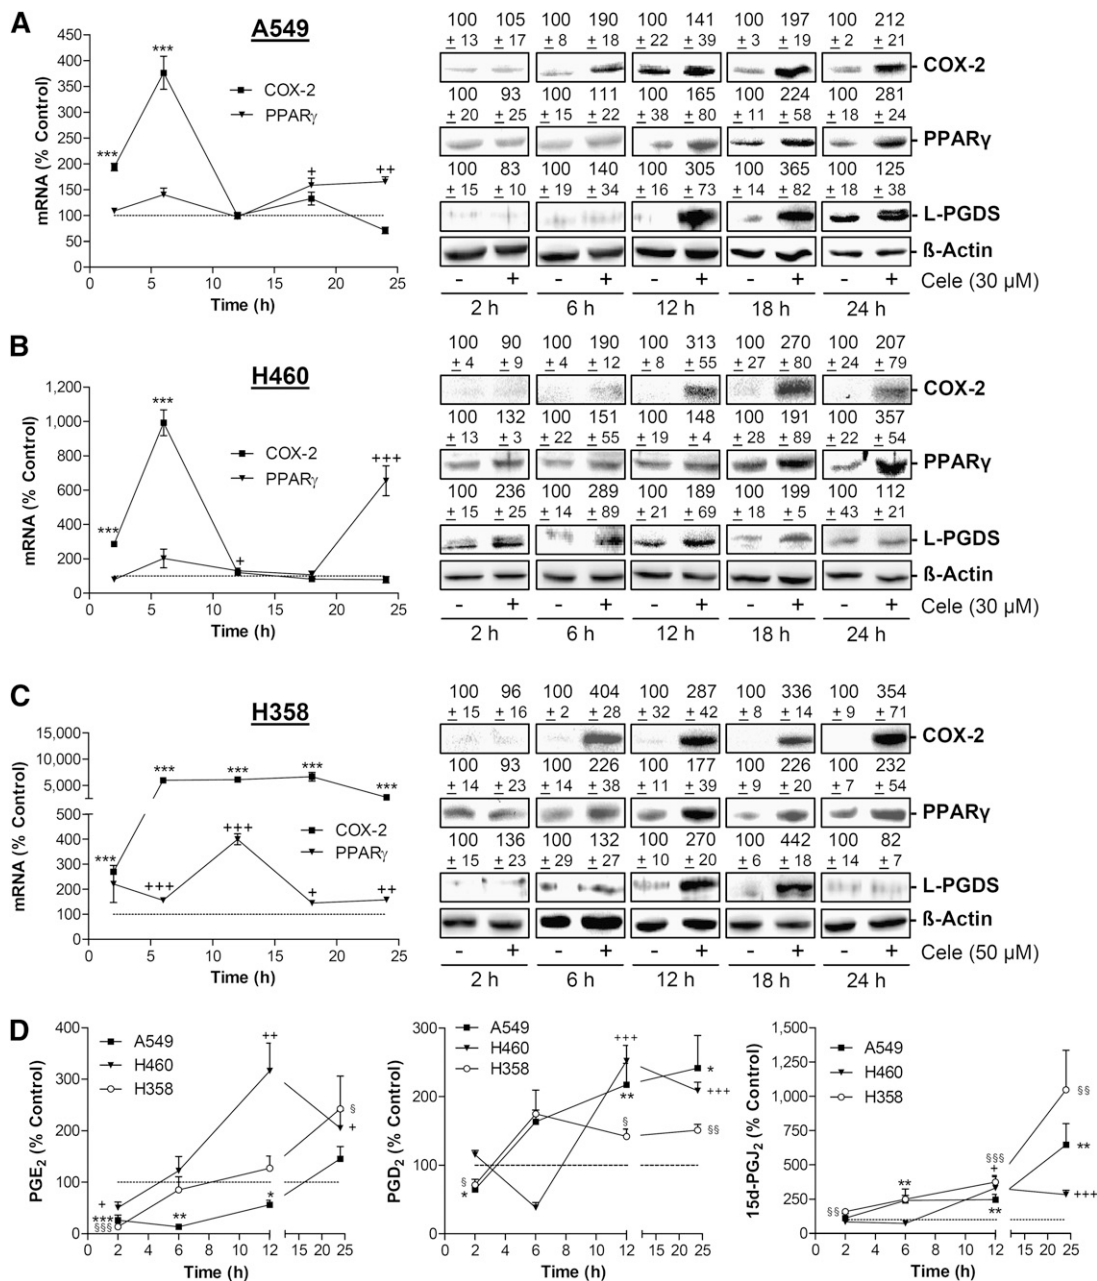 A
A549
450
400
350
300
250
200
150
100
50
0
mRNA (% Control)
***
***
+
++
COX-2
PPARγ
0 5 10 15 20 25
Time (h)
100 105 100 190 100 141 100 197 100 212
± 13 ± 17 ± 8 ± 18 ± 22 ± 39 ± 3 ± 19 ± 2 ± 21
COX-2
100 93 100 111 100 165 100 224 100 281
± 20 ± 25 ± 15 ± 22 ± 38 ± 80 ± 11 ± 58 ± 18 ± 24
PPARγ
100 83 100 140 100 305 100 365 100 125
± 15 ± 10 ± 19 ± 34 ± 16 ± 73 ± 14 ± 82 ± 18 ± 38
L-PGDS
ß-Actin
- + - + - + - + - + Cele (30 µM)
2 h 6 h 12 h 18 h 24 h
B
H460
1,200
1,000
800
600
400
200
0
mRNA (% Control)
***
***
+
+++
COX-2
PPARγ
0 5 10 15 20 25
Time (h)
100 90 100 190 100 313 100 270 100 207
± 4 ± 9 ± 4 ± 12 ± 8 ± 55 ± 27 ± 80 ± 24 ± 79
COX-2
100 132 100 151 100 148 100 191 100 357
± 13 ± 3 ± 22 ± 55 ± 19 ± 4 ± 28 ± 89 ± 22 ± 54
PPARγ
100 236 100 289 100 189 100 199 100 112
± 15 ± 25 ± 14 ± 89 ± 21 ± 69 ± 18 ± 5 ± 43 ± 21
L-PGDS
ß-Actin
- + - + - + - + - + Cele (30 µM)
2 h 6 h 12 h 18 h 24 h
C
H358
15,000
10,000
5,000
500
400
300
200
100
0
mRNA (% Control)
*** *** *** *** ***
+++ +++ + ++
COX-2
PPARγ
0 5 10 15 20 25
Time (h)
100 96 100 404 100 287 100 336 100 354
± 15 ± 16 ± 2 ± 28 ± 32 ± 42 ± 8 ± 14 ± 9 ± 71
COX-2
100 93 100 226 100 177 100 226 100 232
± 14 ± 23 ± 14 ± 38 ± 11 ± 39 ± 9 ± 20 ± 7 ± 54
PPARγ
100 136 100 132 100 270 100 442 100 82
± 15 ± 23 ± 29 ± 27 ± 10 ± 20 ± 6 ± 18 ± 14 ± 7
L-PGDS
ß-Actin
- + - + - + - + - + Cele (50 µM)
2 h 6 h 12 h 18 h 24 h
D
400
300
200
100
0
PGE2 (% Control)
A549
H460
H358
++
§
+
+
***
§§§
**
*
0 2 4 6 8 10 12 15 20 25
Time (h)
300
200
100
0
PGD2 (% Control)
A549
H460
H358
+++
*
**
+++
§
§§
§
*
0 2 4 6 8 10 12 15 20 25
Time (h)
1,500
1,250
1,000
750
500
250
0
15d-PGJ2 (% Control)
A549
H460
H358
§§
**
§§§
+
**
§§
**
+++
0 2 4 6 8 10 12 15 20 25
Time (h)